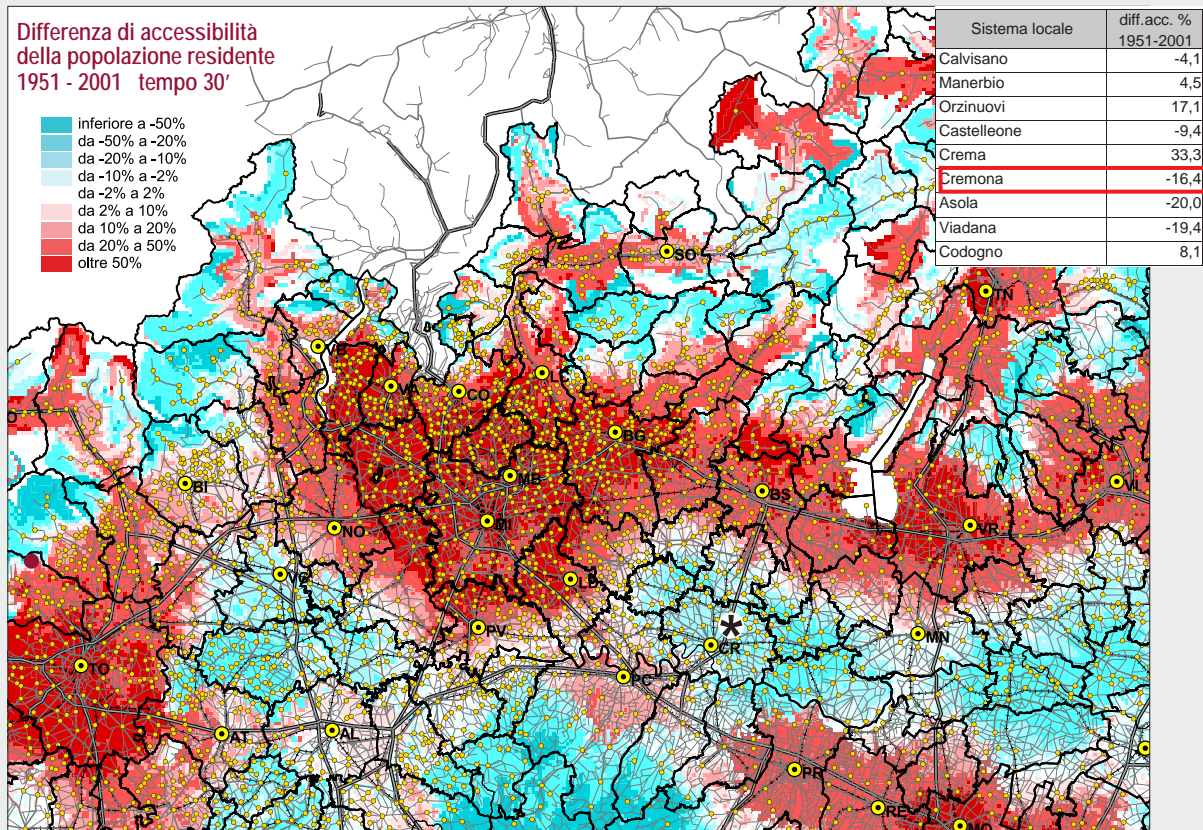 Differenza di accessibilità
della popolazione residente
1951 - 2001   tempo 30'
inferiore a -50%
da -50% a -20%
da -20% a -10%
da -10% a -2%
da -2% a 2%
da 2% a 10%
da 10% a 20%
da 20% a 50%
oltre 50%
Sistema locale diff.acc. % 1951-2001
Calvisano -4,1
Manerbio 4,5
Orzinuovi 17,1
Castelleone -9,4
Crema 33,3
Cremona -16,4
Asola -20,0
Viadana -19,4
Codogno 8,1
SO
TN
CO
BG
BI
MB
BS
VI
NO
MI
VR
LO
PV
MN
CR
TO
PC
AT
AL
PR
RE
MO